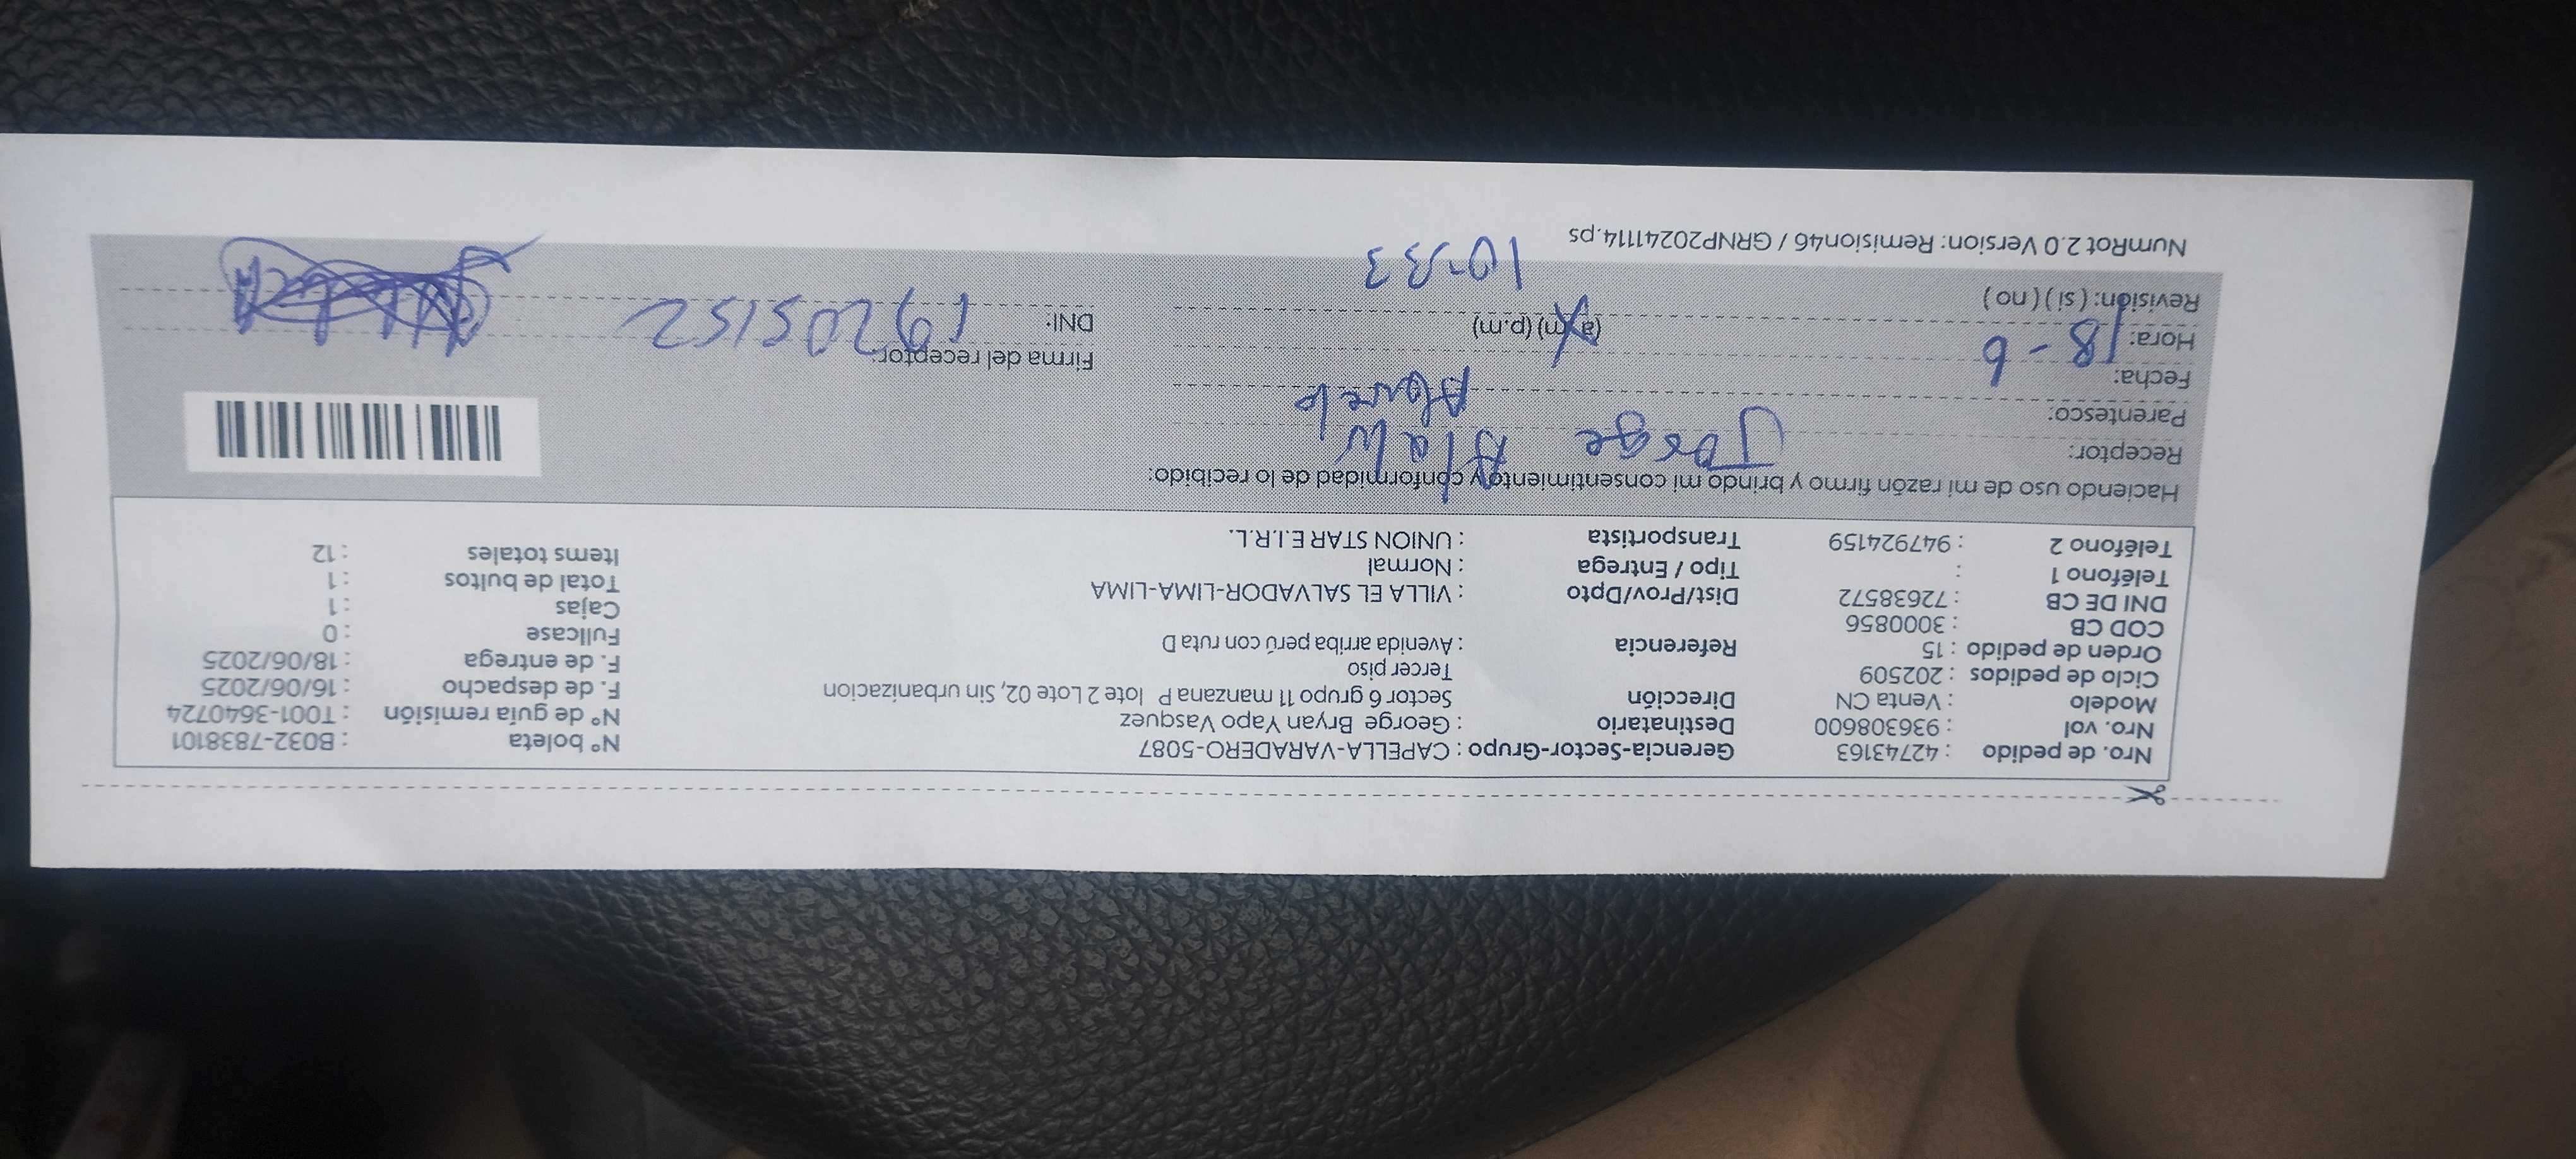 Nro. de pedido : 42743163 Gerencia-Sector-Grupo : CAPELLA-VARADERO-5087 N° boleta : B032-7838101
Nro. vol : 936308600 Destinatario : George Bryan Yapo Vasquez N° de guía remisión : T001-3640724
Modelo : Venta CN Dirección Sector 6 grupo 11 manzana P lote 2 Lote 02, Sin urbanizacion F. de despacho : 16/06/2025
Tercer piso
Ciclo de pedidos : 202509 F. de entrega : 18/06/2025
Orden de pedido : 15 Referencia : Avenida arriba perú con ruta D Fullcase : 0
COD CB : 3000856 Cajas : 1
DNI DE CB : 72638572 Dist/Prov/Dpto : VILLA EL SALVADOR-LIMA-LIMA Total de bultos : 1
Teléfono 1 : Tipo / Entrega : Normal Items totales : 12
Teléfono 2 : 947924159 Transportista : UNION STAR E.I.R.L.
Haciendo uso de mi razón firmo y brindo mi consentimiento y conformidad de lo recibido:
Receptor: Jorge
Parentesco: Abuelo
Fecha: 18-6
Firma del receptor:
Hora: (a.m) (p.m) 10:33
DNI: 19205152
Revisión: (si) (no)
NumRot 2.0 Version: Remision46 / GRNP20241114.ps